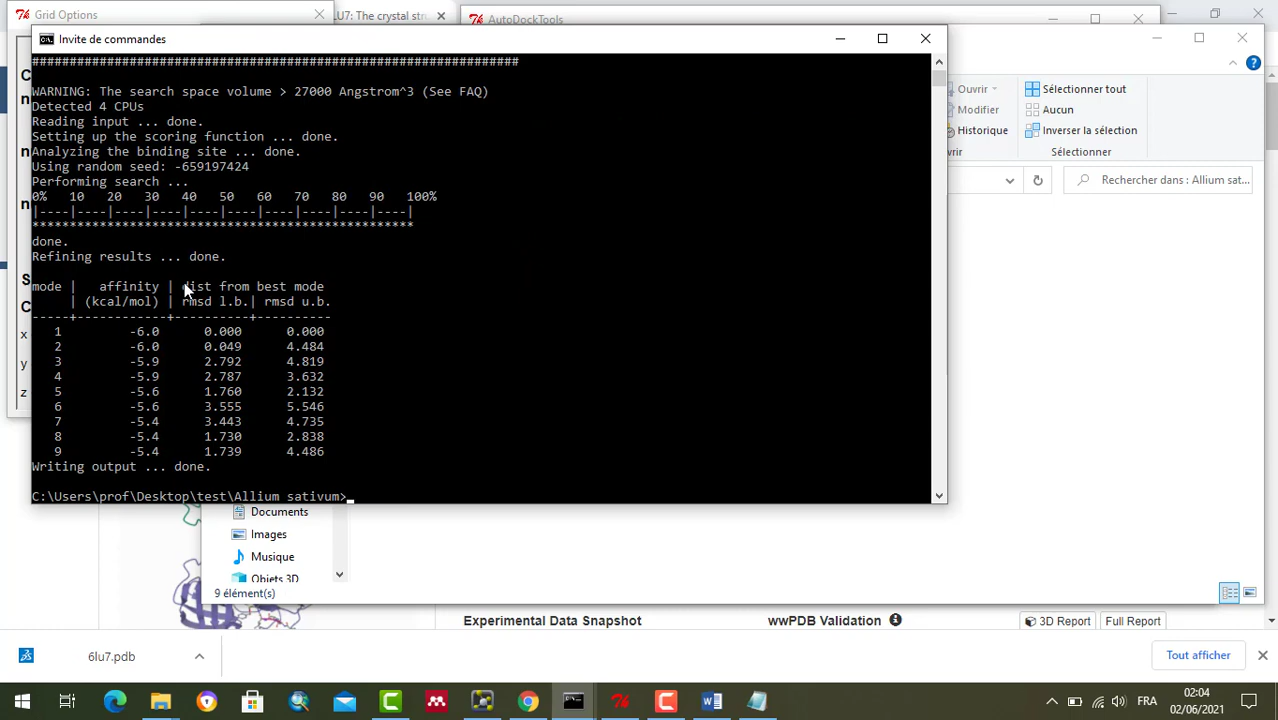 Grid Options
LU7: The crystal str
AutoDockTools
Invite de commandes
#################################################################
WARNING: The search space volume > 27000 Angstrom^3 (See FAQ)
Detected 4 CPUs
Reading input ... done.
Setting up the scoring function ... done.
Analyzing the binding site ... done.
Using random seed: -659197424
Performing search ...
0%   10   20   30   40   50   60   70   80   90   100%
|----|----|----|----|----|----|----|----|----|----|
***************************************************
done.
Refining results ... done.
mode |   affinity | dist from best mode
     | (kcal/mol) | rmsd l.b.| rmsd u.b.
-----+------------+----------+----------
   1         -6.0      0.000      0.000
   2         -6.0      0.049      4.484
   3         -5.9      2.792      4.819
   4         -5.9      2.787      3.632
   5         -5.6      1.760      2.132
   6         -5.6      3.555      5.546
   7         -5.4      3.443      4.735
   8         -5.4      1.730      2.838
   9         -5.4      1.739      4.486
Writing output ... done.
C:\Users\prof\Desktop\test\Allium sativum>
Ouvrir
Modifier
Historique
Sélectionner tout
Aucun
Inverser la sélection
Sélectionner
Rechercher dans : Allium sat...
x
y
z
Documents
Images
Musique
Objets 3D
9 élément(s)
Experimental Data Snapshot
wwPDB Validation
3D Report
Full Report
6lu7.pdb
Tout afficher
FRA
02:04
02/06/2021